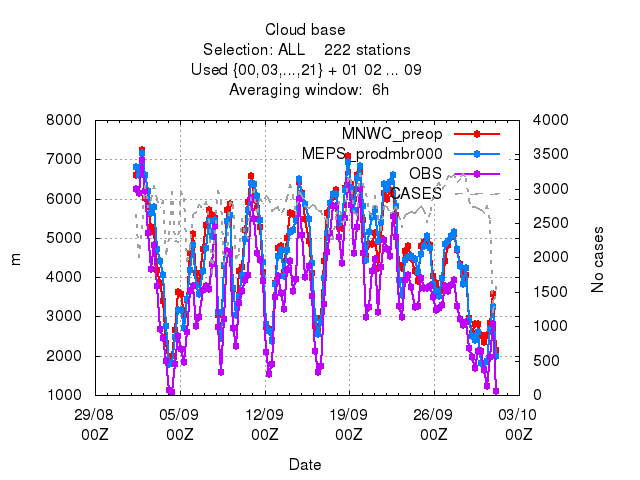 Cloud base
Selection: ALL    222 stations
Used {00,03,...,21} + 01 02 ... 09
Averaging window:  6h
8000
7000
6000
5000
4000
3000
2000
1000
m
4000
3500
3000
2500
2000
1500
1000
500
0
No cases
MNWC_preop
MEPS_prodmbr000
OBS
CASES
29/08 05/09 12/09 19/09 26/09 03/10
00Z 00Z 00Z 00Z 00Z 00Z
Date